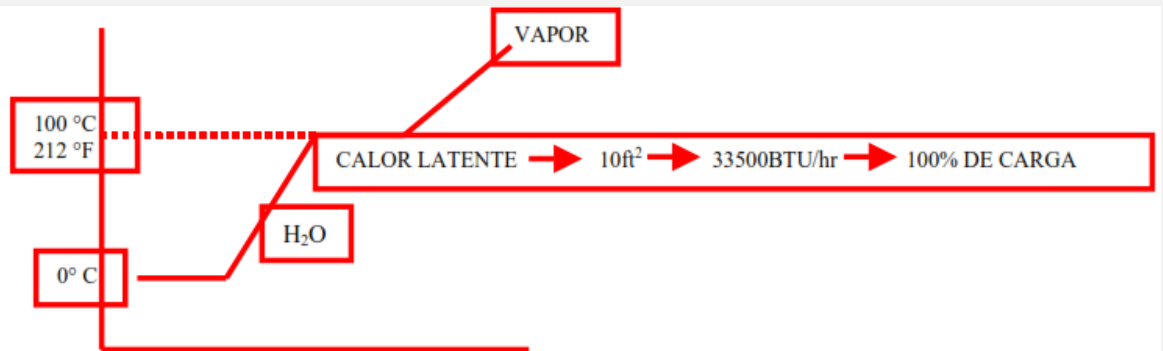 VAPOR
100 °C
212 °F
CALOR LATENTE 10ft² 33500BTU/hr 100% DE CARGA
H₂O
0° C